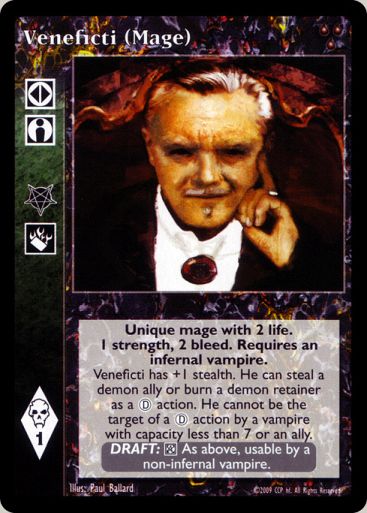 Veneficti (Mage)
Unique mage with 2 life.
1 strength, 2 bleed. Requires an
infernal vampire.
Veneficti has +1 stealth. He can steal a
demon ally or burn a demon retainer
as a Ⓓ action. He cannot be the
target of a Ⓓ action by a vampire
with capacity less than 7 or an ally.
DRAFT: As above, usable by a
non-infernal vampire.
1
Illus: Paul Ballard
©2009 CCP hf. All Rights Reserved